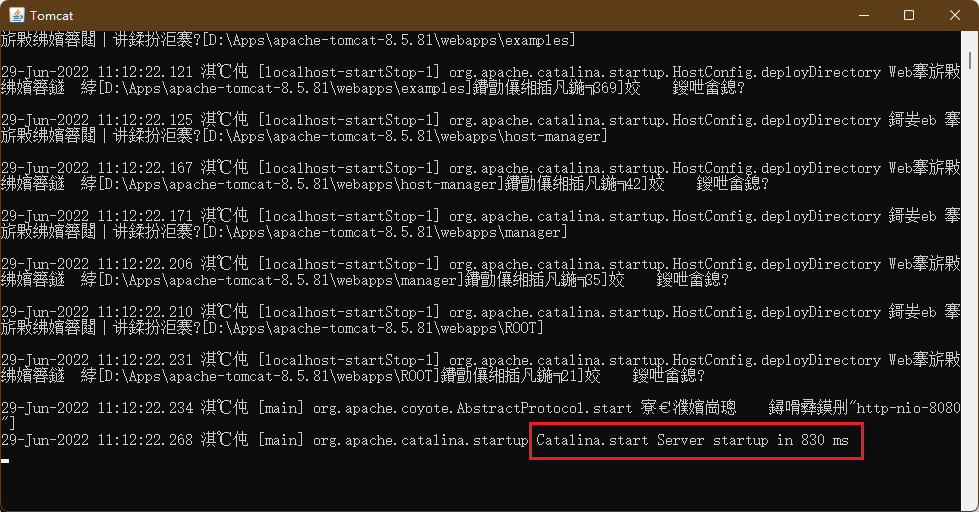 Tomcat
旂敤绋嬪簭閮ㄧ讲鍒扮洰褰?[D:\Apps\apache-tomcat-8.5.81\webapps\examples]
29-Jun-2022 11:12:22.121 淇℃伅 [localhost-startStop-1] org.apache.catalina.startup.HostConfig.deployDirectory Web搴旂敤
绋嬪簭鐩  綍[D:\Apps\apache-tomcat-8.5.81\webapps\examples]鐨勯儴缃插凡鍦╗369]姣    鍐呭畬鎴?
29-Jun-2022 11:12:22.125 淇℃伅 [localhost-startStop-1] org.apache.catalina.startup.HostConfig.deployDirectory 鎶妛eb 搴
旂敤绋嬪簭閮ㄧ讲鍒扮洰褰?[D:\Apps\apache-tomcat-8.5.81\webapps\host-manager]
29-Jun-2022 11:12:22.167 淇℃伅 [localhost-startStop-1] org.apache.catalina.startup.HostConfig.deployDirectory Web搴旂敤
绋嬪簭鐩  綍[D:\Apps\apache-tomcat-8.5.81\webapps\host-manager]鐨勯儴缃插凡鍦╗42]姣    鍐呭畬鎴?
29-Jun-2022 11:12:22.171 淇℃伅 [localhost-startStop-1] org.apache.catalina.startup.HostConfig.deployDirectory 鎶妛eb 搴
旂敤绋嬪簭閮ㄧ讲鍒扮洰褰?[D:\Apps\apache-tomcat-8.5.81\webapps\manager]
29-Jun-2022 11:12:22.206 淇℃伅 [localhost-startStop-1] org.apache.catalina.startup.HostConfig.deployDirectory Web搴旂敤
绋嬪簭鐩  綍[D:\Apps\apache-tomcat-8.5.81\webapps\manager]鐨勯儴缃插凡鍦╗35]姣    鍐呭畬鎴?
29-Jun-2022 11:12:22.210 淇℃伅 [localhost-startStop-1] org.apache.catalina.startup.HostConfig.deployDirectory 鎶妛eb 搴
旂敤绋嬪簭閮ㄧ讲鍒扮洰褰?[D:\Apps\apache-tomcat-8.5.81\webapps\ROOT]
29-Jun-2022 11:12:22.231 淇℃伅 [localhost-startStop-1] org.apache.catalina.startup.HostConfig.deployDirectory Web搴旂敤
绋嬪簭鐩  綍[D:\Apps\apache-tomcat-8.5.81\webapps\ROOT]鐨勯儴缃插凡鍦╗21]姣    鍐呭畬鎴?
29-Jun-2022 11:12:22.234 淇℃伅 [main] org.apache.coyote.AbstractProtocol.start 寮€濮嬪崗璁    鐞嗗彞鏌刐"http-nio-8080
"]
29-Jun-2022 11:12:22.268 淇℃伅 [main] org.apache.catalina.startup.Catalina.start Server startup in 830 ms